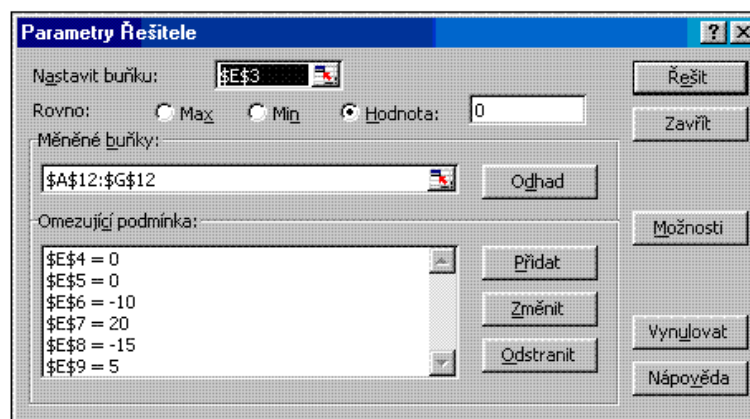 Parametry Řešitele
Nastavit buňku: $E$3 Řešit
Rovno: Max Min Hodnota: 0 Zavřít
Měněné buňky:
$A$12:$G$12 Odhad
Omezující podmínka: Možnosti
$E$4 = 0 Přidat
$E$5 = 0
$E$6 = -10 Změnit
$E$7 = 20
$E$8 = -15 Vynulovat
$E$9 = 5 Odstranit
Nápověda